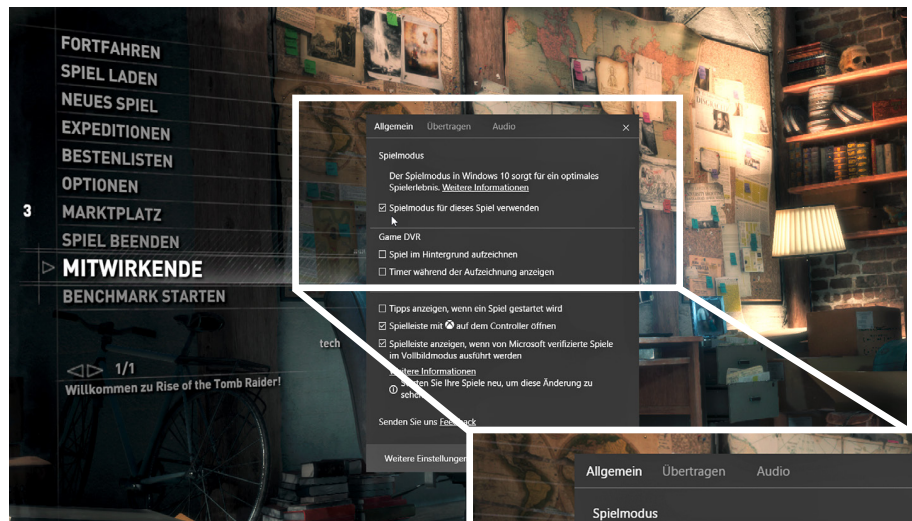 FORTFAHREN
SPIEL LADEN
NEUES SPIEL
EXPEDITIONEN
BESTENLISTEN
OPTIONEN
3
MARKTPLATZ
SPIEL BEENDEN
MITWIRKENDE
BENCHMARK STARTEN
1/1
Willkommen zu Rise of the Tomb Raider!
tech
Allgemein Übertragen Audio
Spielmodus
Der Spielmodus in Windows 10 sorgt für ein optimales
Spielerlebnis. Weitere Informationen
Spielmodus für dieses Spiel verwenden
Game DVR
Spiel im Hintergrund aufzeichnen
Timer während der Aufzeichnung anzeigen
Tipps anzeigen, wenn ein Spiel gestartet wird
Spielleiste mit auf dem Controller öffnen
Spielleiste anzeigen, wenn von Microsoft verifizierte Spiele
im Vollbildmodus ausführt werden
Weitere Informationen
Starten Sie Ihre Spiele neu, um diese Änderung zu
sehen
Senden Sie uns Feedback
Weitere Einstellungen
Allgemein Übertragen Audio
Spielmodus